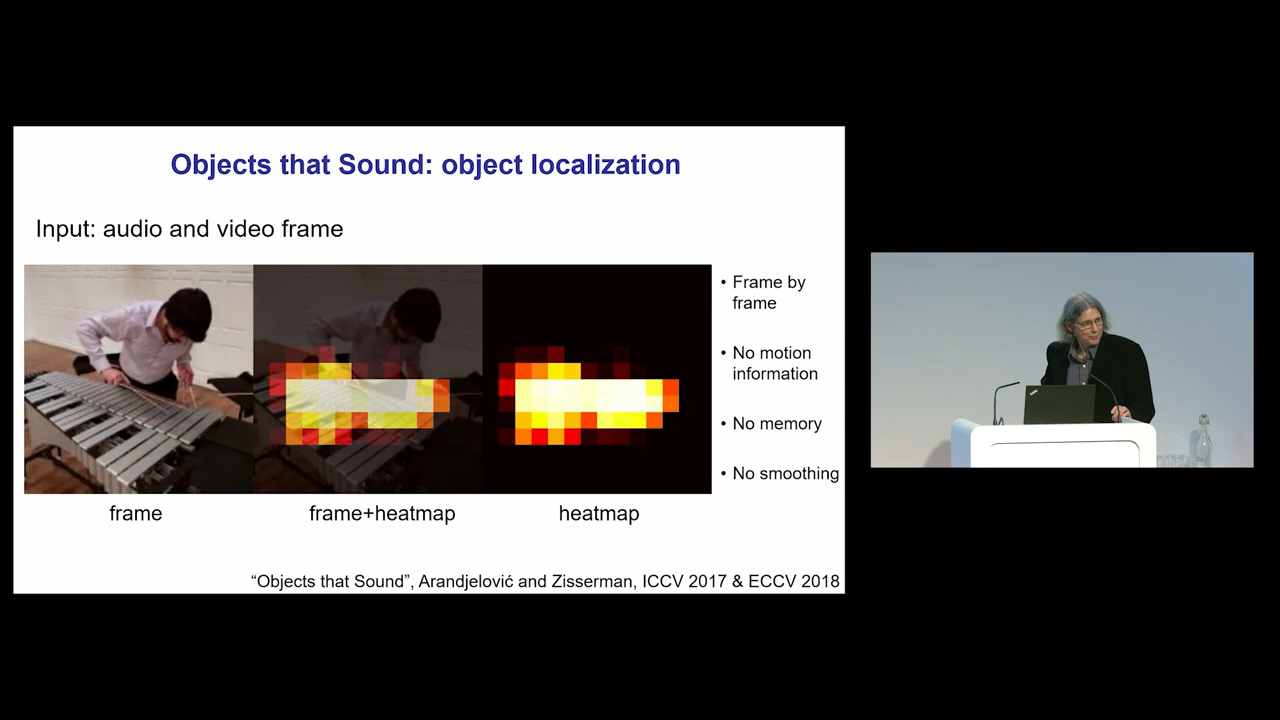 Objects that Sound: object localization
Input: audio and video frame
• Frame by
frame
• No motion
information
• No memory
• No smoothing
frame
frame+heatmap
heatmap
“Objects that Sound”, Arandjelović and Zisserman, ICCV 2017 & ECCV 2018